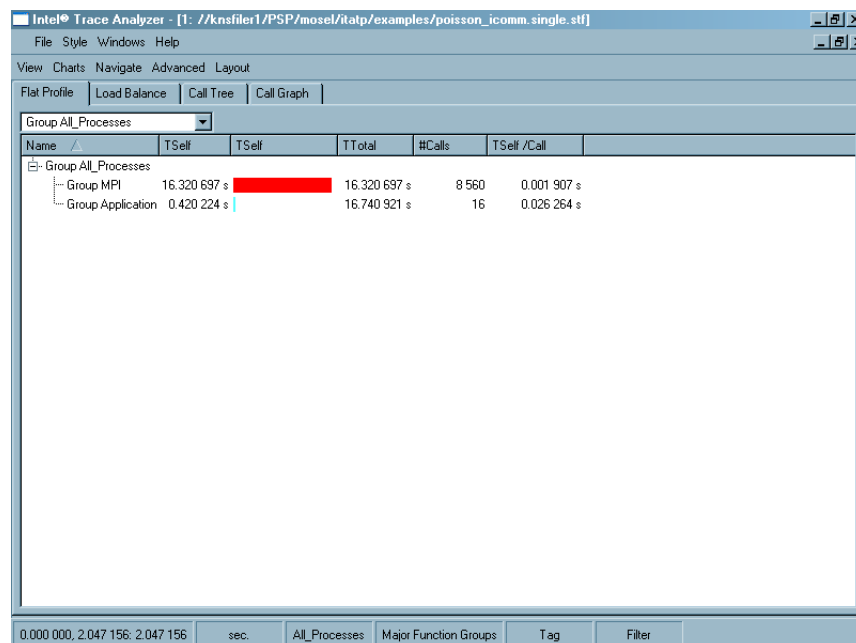 Intel® Trace Analyzer - [1: //knsfiler1/PSP/mosel/itatp/examples/poisson_icomm.single.stf]
File Style Windows Help
View Charts Navigate Advanced Layout
Flat Profile Load Balance Call Tree Call Graph
Group All_Processes
Name TSelf TSelf TTotal #Calls TSelf /Call
Group All_Processes
Group MPI 16.320 697 s 16.320 697 s 8 560 0.001 907 s
Group Application 0.420 224 s 16.740 921 s 16 0.026 264 s
0.000 000, 2.047 156: 2.047 156 sec. All_Processes Major Function Groups Tag Filter